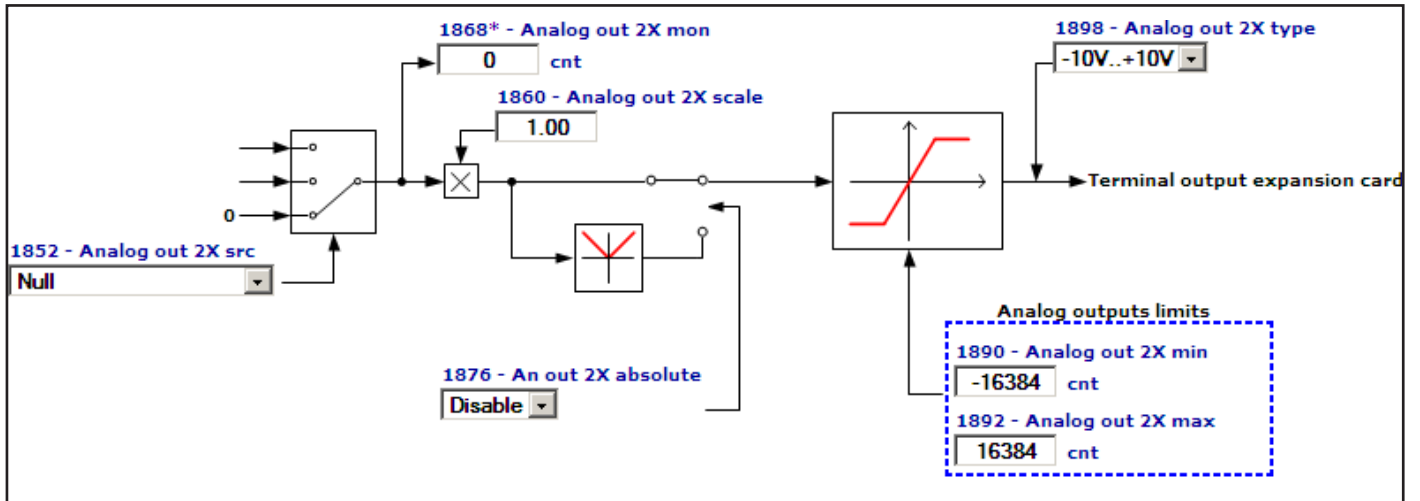 1868* - Analog out 2X mon
0 cnt
1898 - Analog out 2X type
-10V..+10V
1860 - Analog out 2X scale
1.00
Terminal output expansion card
0
1852 - Analog out 2X src
Null
Analog outputs limits
1890 - Analog out 2X min
-16384 cnt
1876 - An out 2X absolute
Disable
1892 - Analog out 2X max
16384 cnt